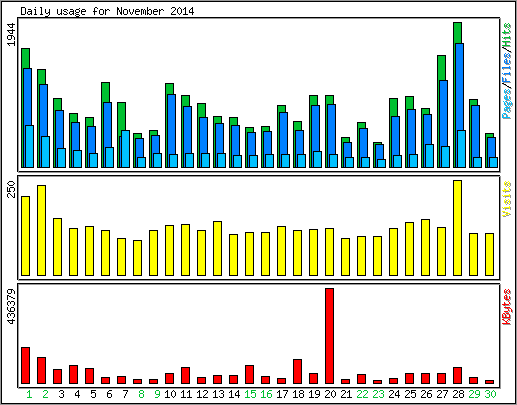 Daily usage for November 2014
1944
Pages/Files/Hits
250
Visits
436379
KBytes
1 2 3 4 5 6 7 8 9 10 11 12 13 14 15 16 17 18 19 20 21 22 23 24 25 26 27 28 29 30